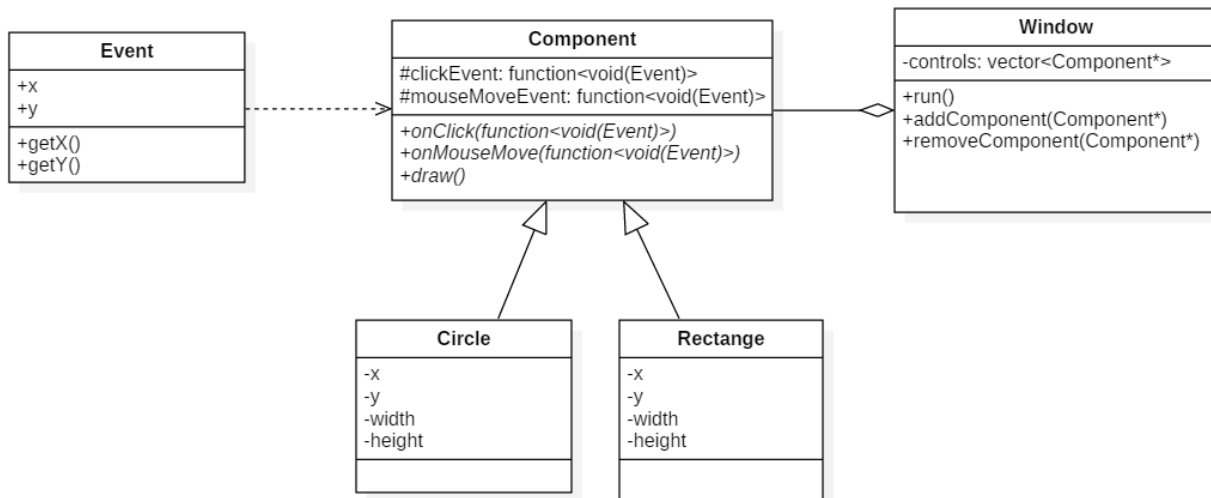 Event
+x
+y
+getX()
+getY()
Component
#clickEvent: function<void(Event)>
#mouseMoveEvent: function<void(Event)>
+onClick(function<void(Event)>)
+onMouseMove(function<void(Event)>)
+draw()
Window
-controls: vector<Component*>
+run()
+addComponent(Component*)
+removeComponent(Component*)
Circle
-x
-y
-width
-height
Rectange
-x
-y
-width
-height